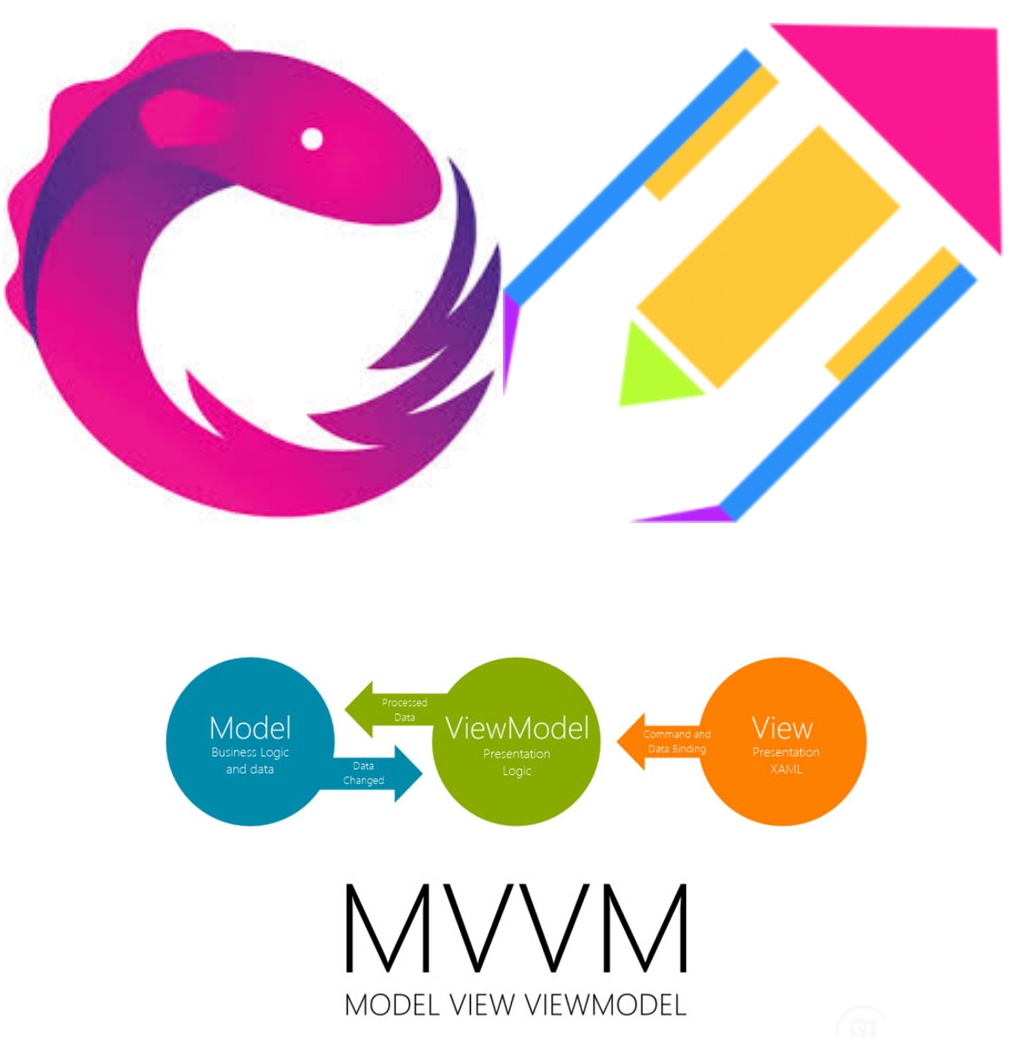 Model
Business Logic
and data
Processed
Data
Data
Changed
ViewModel
Presentation
Logic
Command and
Data Binding
View
Presentation
XAML
MVVM
MODEL VIEW VIEWMODEL